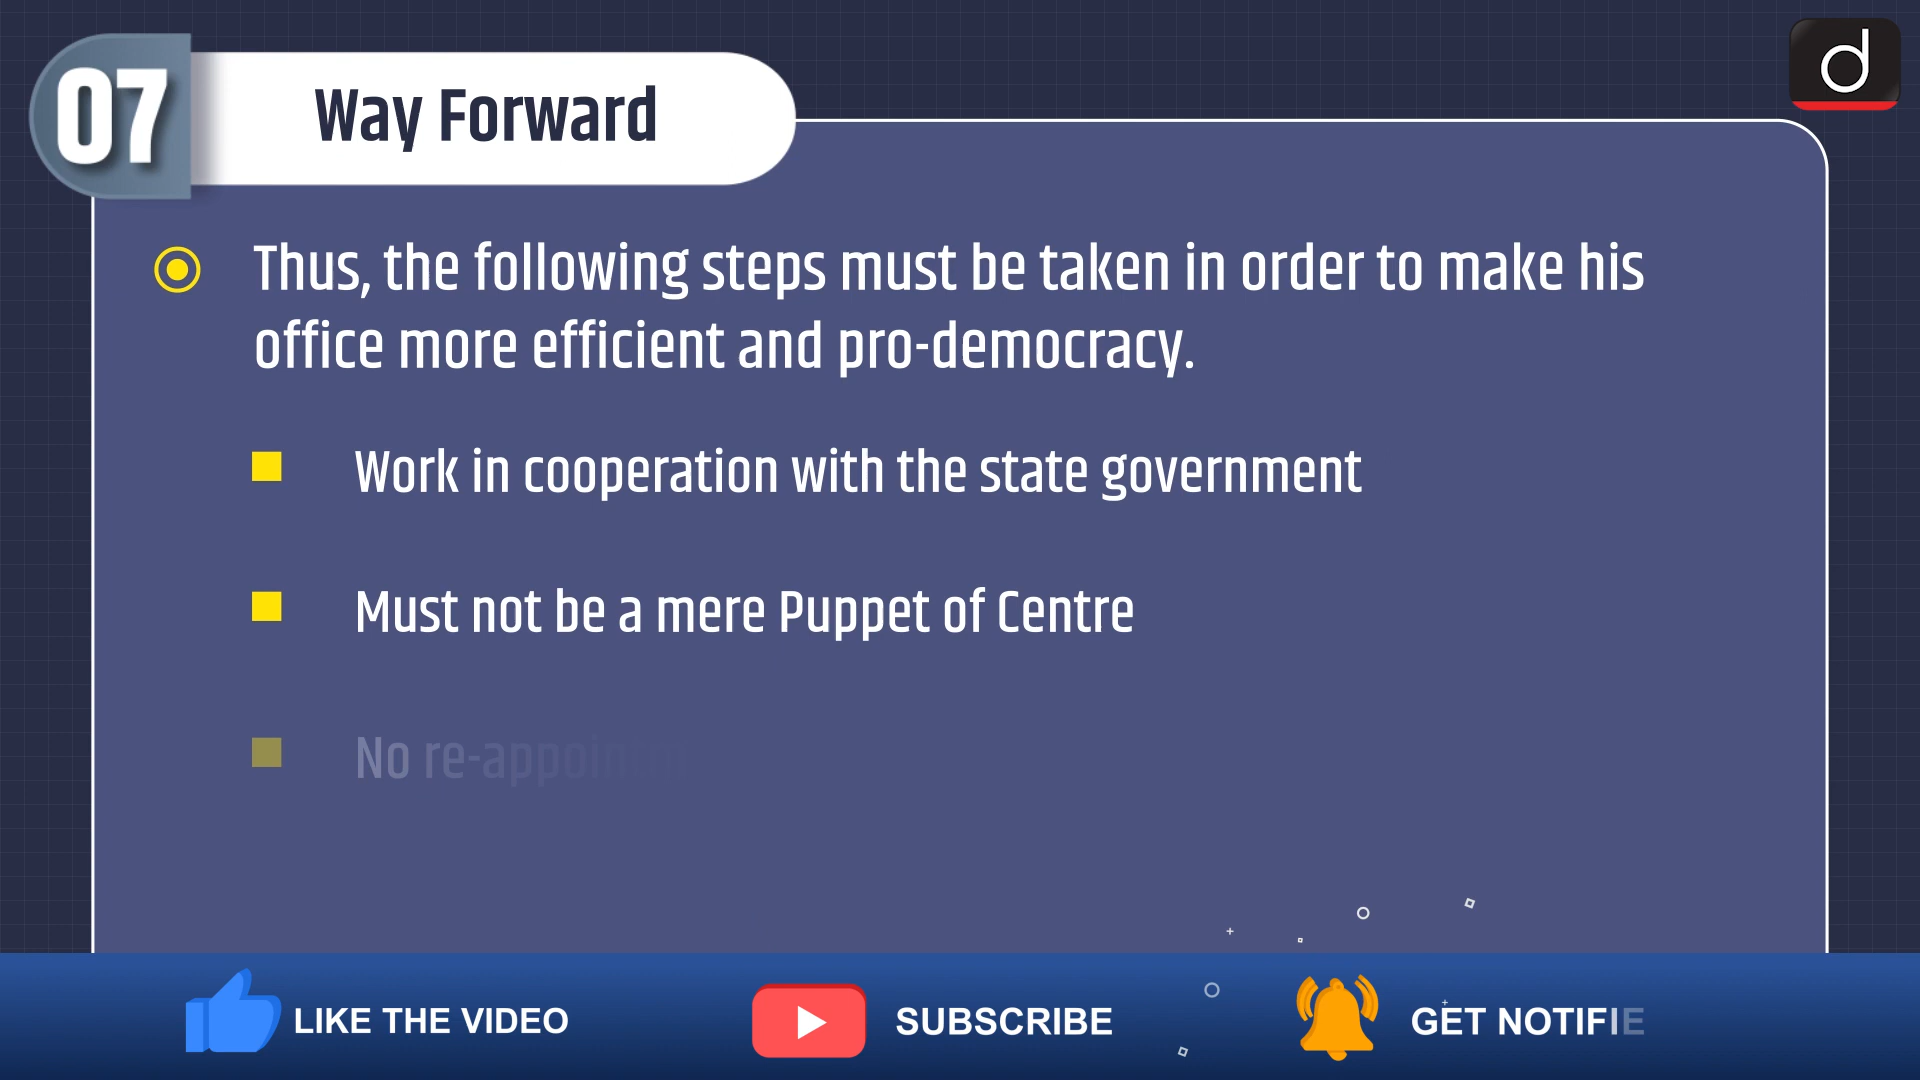 07
Way Forward
d
Thus, the following steps must be taken in order to make his
office more efficient and pro-democracy.
Work in cooperation with the state government
Must not be a mere Puppet of Centre
No re-appointm
LIKE THE VIDEO
SUBSCRIBE
GET NOTIFIE